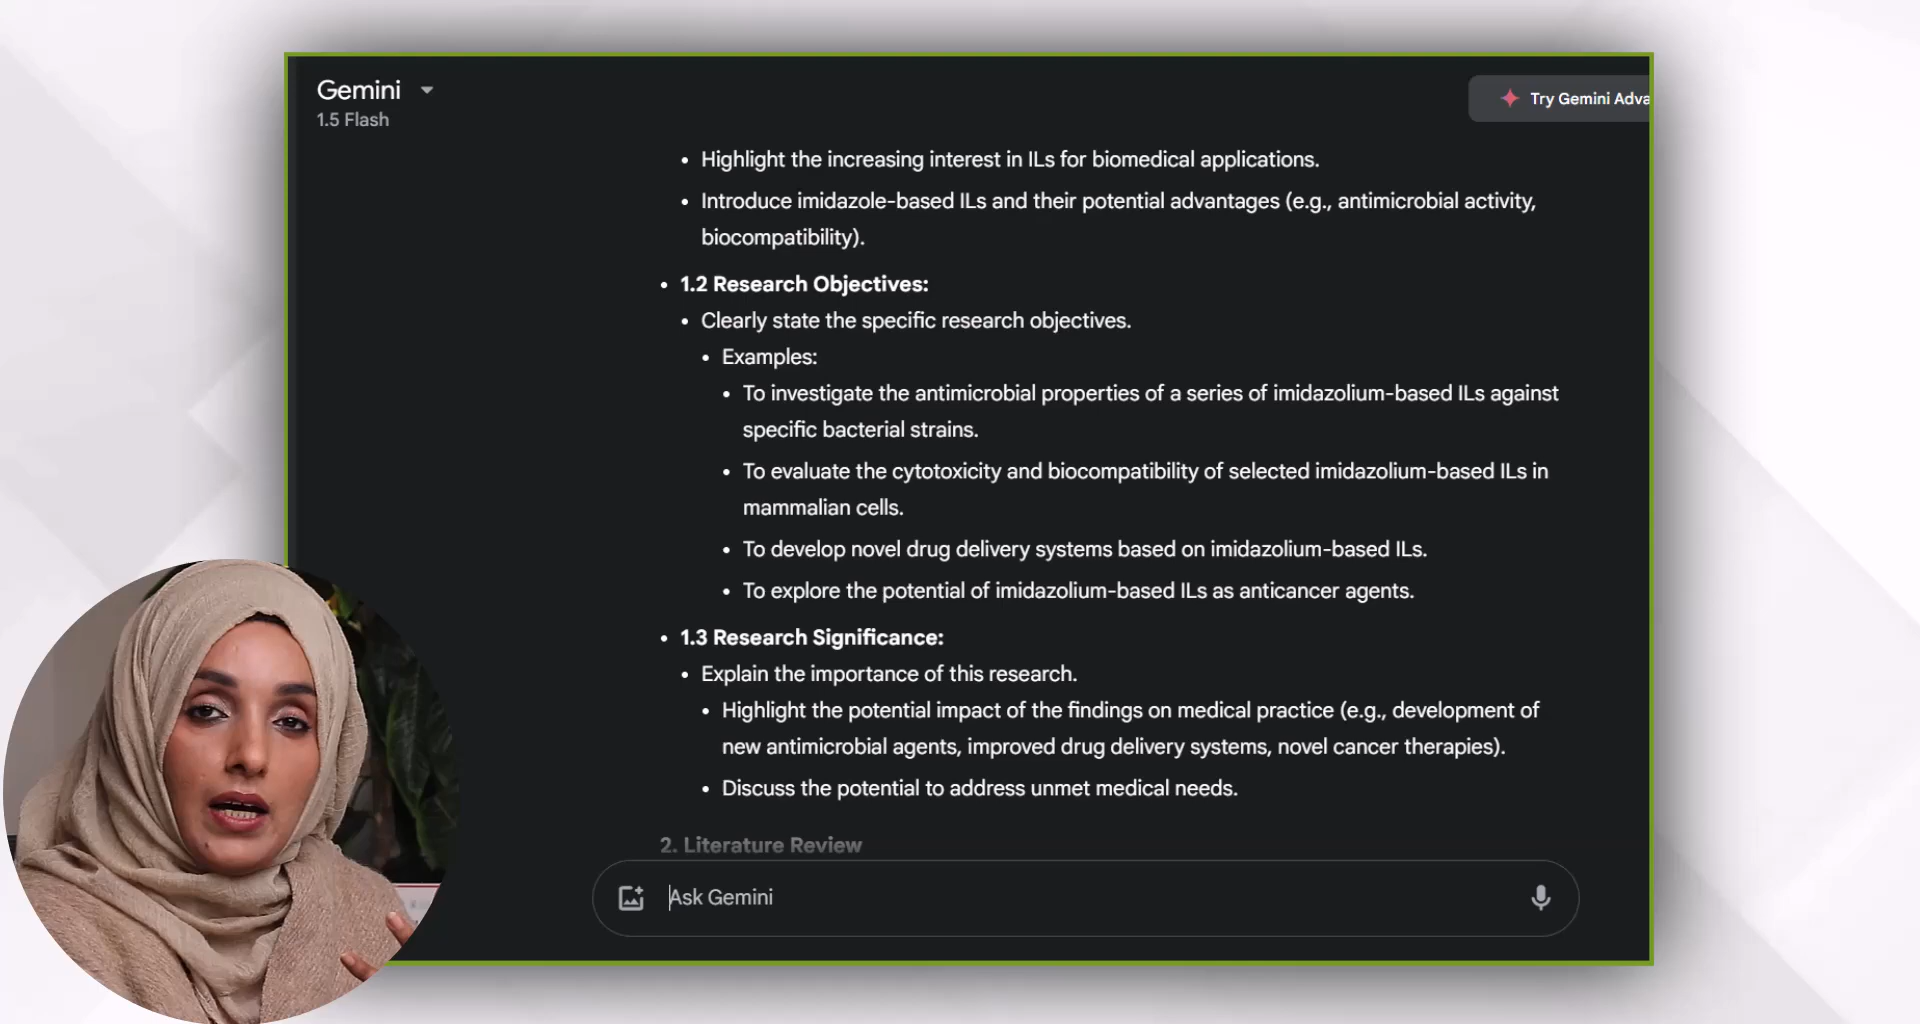 Gemini
1.5 Flash
Try Gemini Adva
Highlight the increasing interest in ILs for biomedical applications.
Introduce imidazole-based ILs and their potential advantages (e.g., antimicrobial activity,
biocompatibility).
1.2 Research Objectives:
Clearly state the specific research objectives.
Examples:
To investigate the antimicrobial properties of a series of imidazolium-based ILs against
specific bacterial strains.
To evaluate the cytotoxicity and biocompatibility of selected imidazolium-based ILs in
mammalian cells.
To develop novel drug delivery systems based on imidazolium-based ILs.
To explore the potential of imidazolium-based ILs as anticancer agents.
1.3 Research Significance:
Explain the importance of this research.
Highlight the potential impact of the findings on medical practice (e.g., development of
new antimicrobial agents, improved drug delivery systems, novel cancer therapies).
Discuss the potential to address unmet medical needs.
2. Literature Review
Ask Gemini